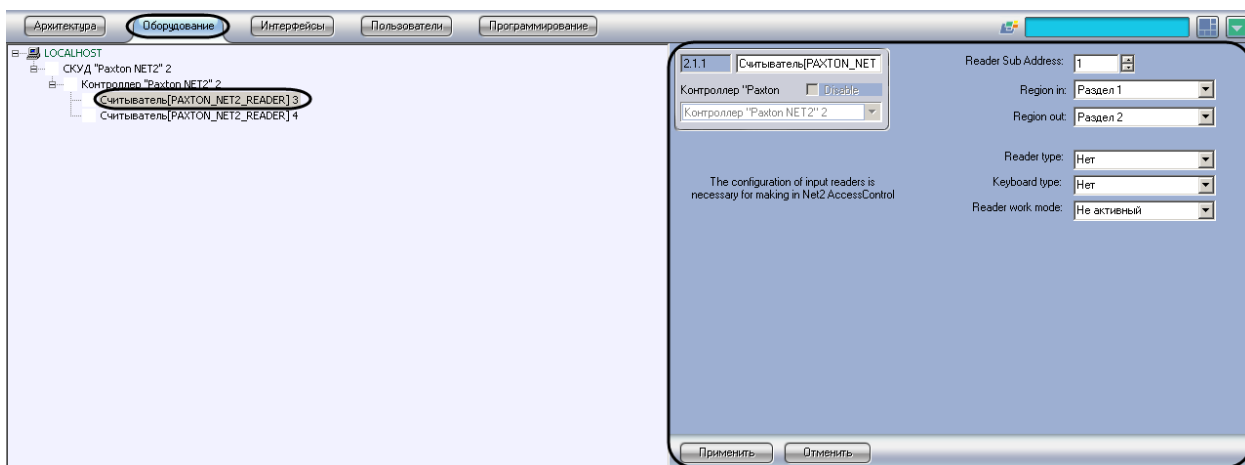 Архитектура Оборудование Интерфейсы Пользователи Программирование
LOCALHOST
СКУД "Paxton NET2" 2
Контроллер "Paxton NET2" 2
Считыватель[PAXTON_NET2_READER] 3
Считыватель[PAXTON_NET2_READER] 4
2.1.1 Считыватель[PAXTON_NET
Контроллер "Paxton Disable
Контроллер "Paxton NET2" 2
The configuration of input readers is
necessary for making in Net2 AccessControl
Reader Sub Address: 1
Region in: Раздел 1
Region out: Раздел 2
Reader type: Нет
Keyboard type: Нет
Reader work mode: Не активный
Применить Отменить